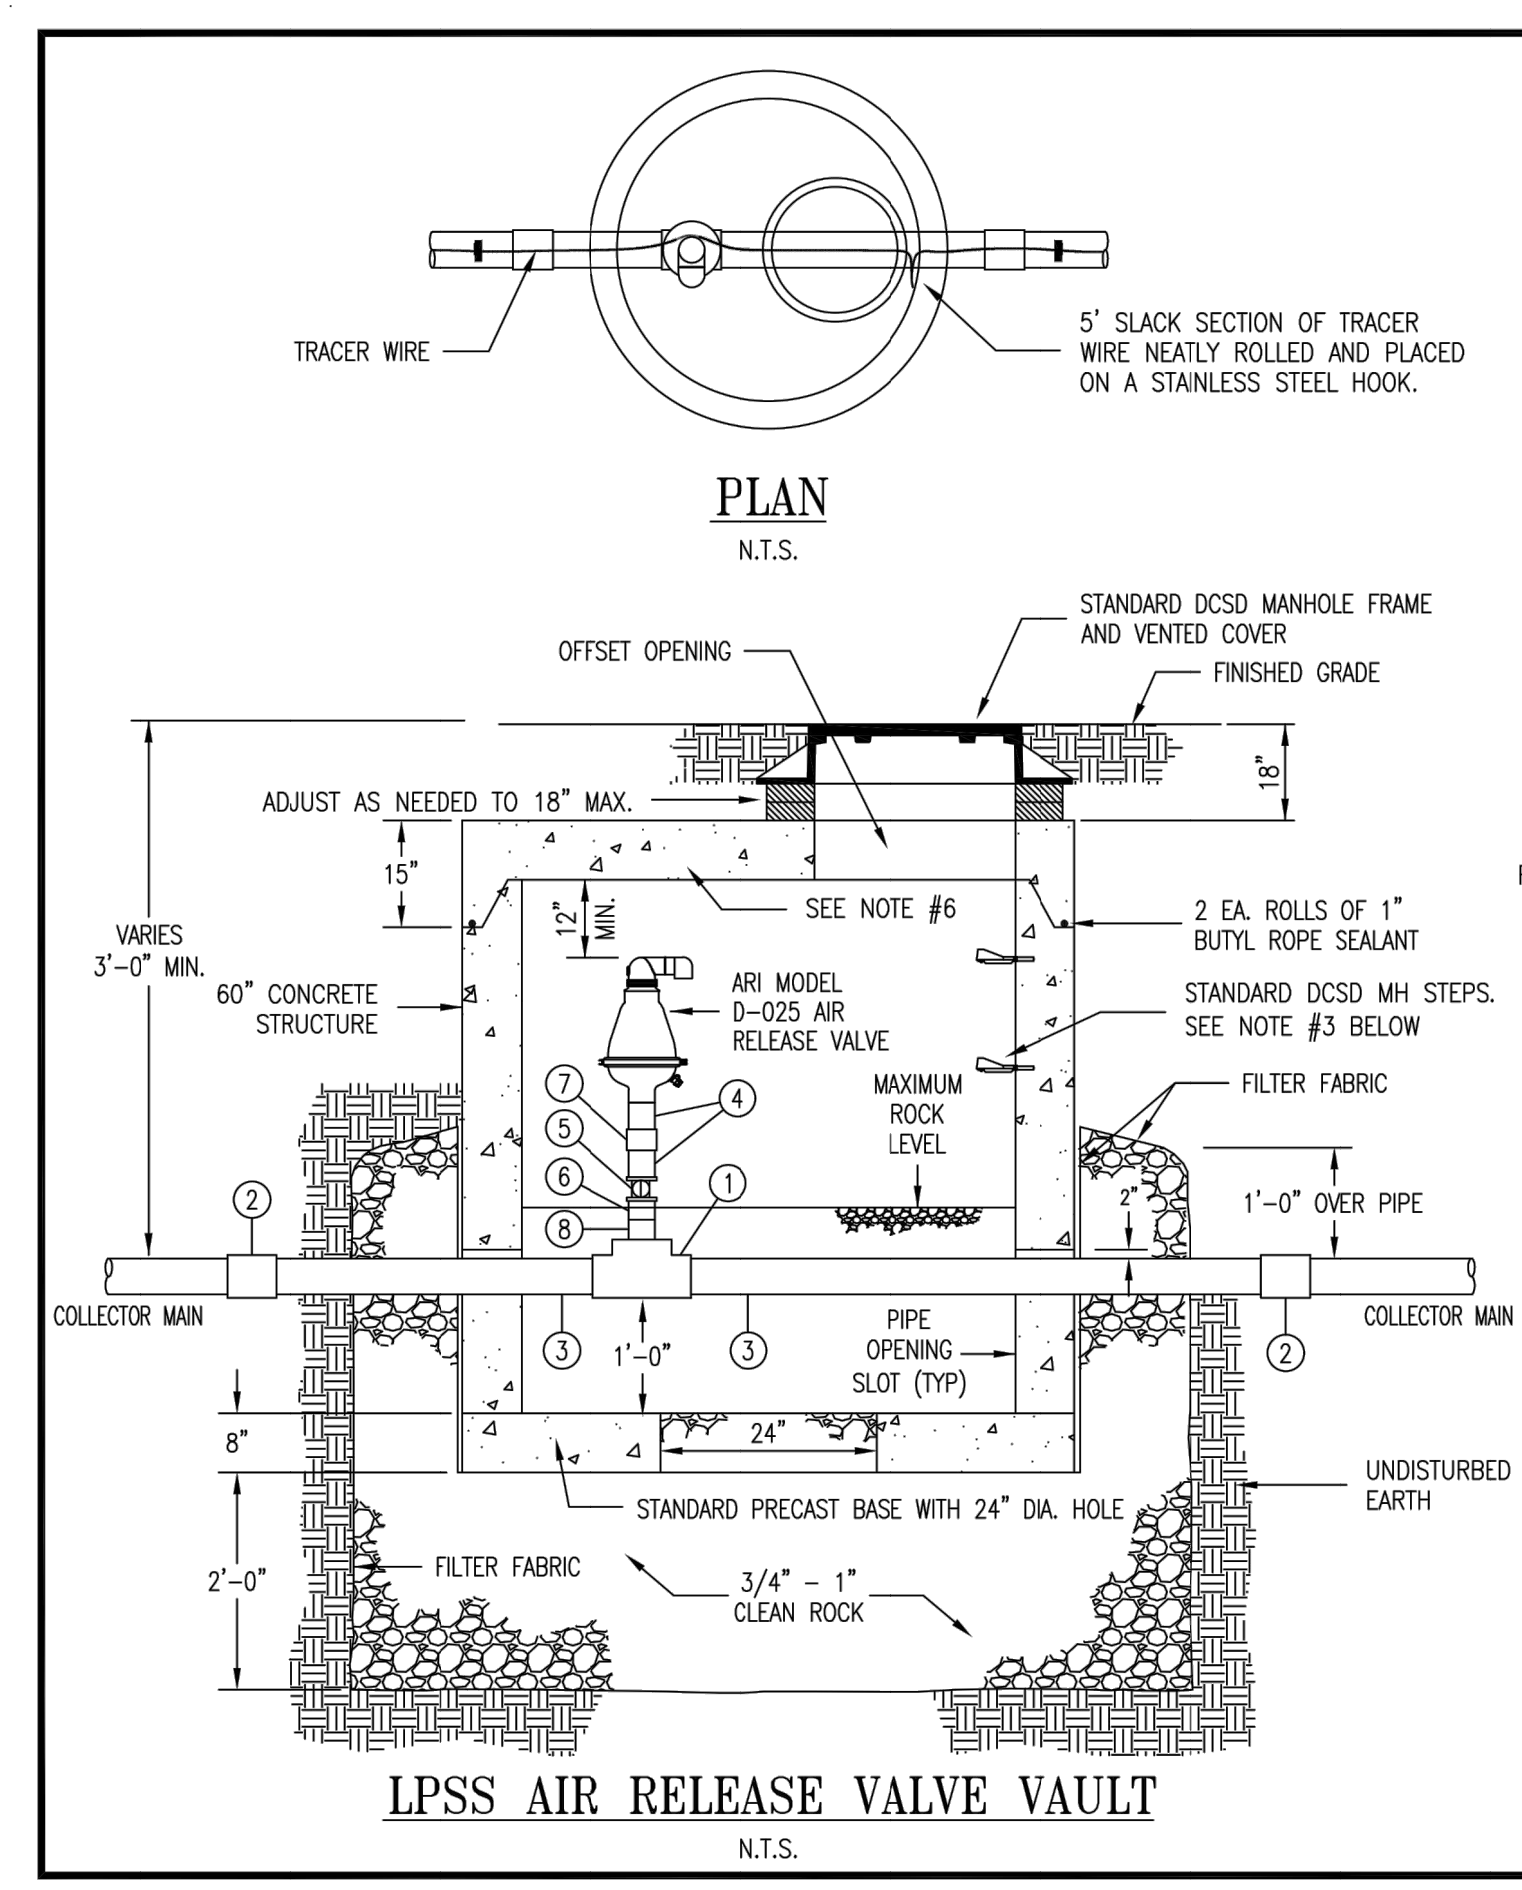 TRACER WIRE
5' SLACK SECTION OF TRACER
WIRE NEATLY ROLLED AND PLACED
ON A STAINLESS STEEL HOOK.
PLAN
N.T.S.
STANDARD DCSD MANHOLE FRAME
AND VENTED COVER
OFFSET OPENING
FINISHED GRADE
18"
ADJUST AS NEEDED TO 18" MAX.
15"
12"
MIN.
SEE NOTE #6
2 EA. ROLLS OF 1"
BUTYL ROPE SEALANT
VARIES
3'-0" MIN.
60" CONCRETE
STRUCTURE
ARI MODEL
D-025 AIR
RELEASE VALVE
STANDARD DCSD MH STEPS.
SEE NOTE #3 BELOW
MAXIMUM
ROCK
LEVEL
FILTER FABRIC
7
4
5
6
1
8
2
2"
1'-0" OVER PIPE
COLLECTOR MAIN
COLLECTOR MAIN
3
1'-0"
3
PIPE
OPENING
SLOT (TYP)
2
8"
24"
STANDARD PRECAST BASE WITH 24" DIA. HOLE
UNDISTURBED
EARTH
2'-0"
FILTER FABRIC
3/4" - 1"
CLEAN ROCK
LPSS AIR RELEASE VALVE VAULT
N.T.S.